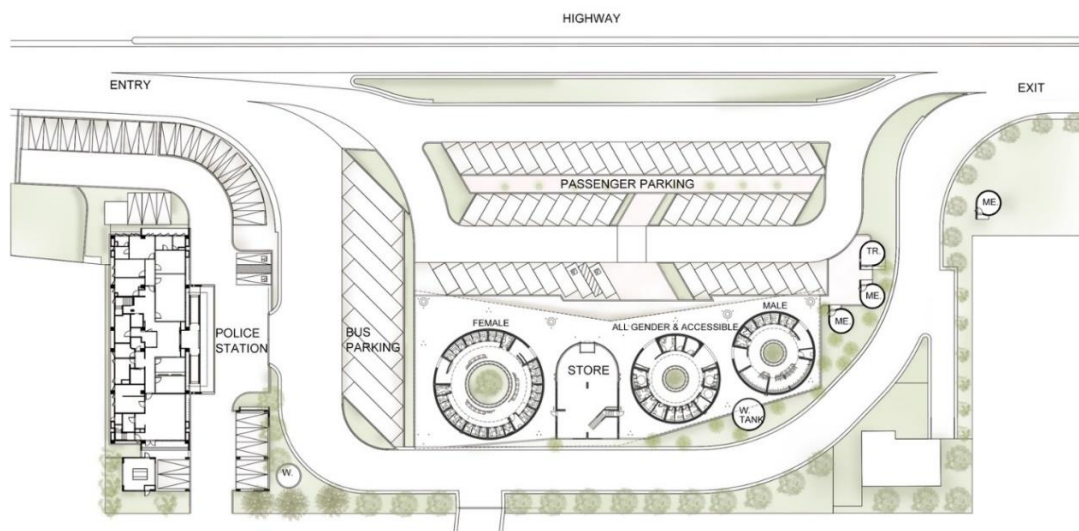 HIGHWAY
ENTRY
EXIT
PASSENGER PARKING
ME.
TR.
ME.
ME.
POLICE
STATION
BUS
PARKING
FEMALE
STORE
ALL GENDER & ACCESSIBLE
MALE
W.
TANK
W.